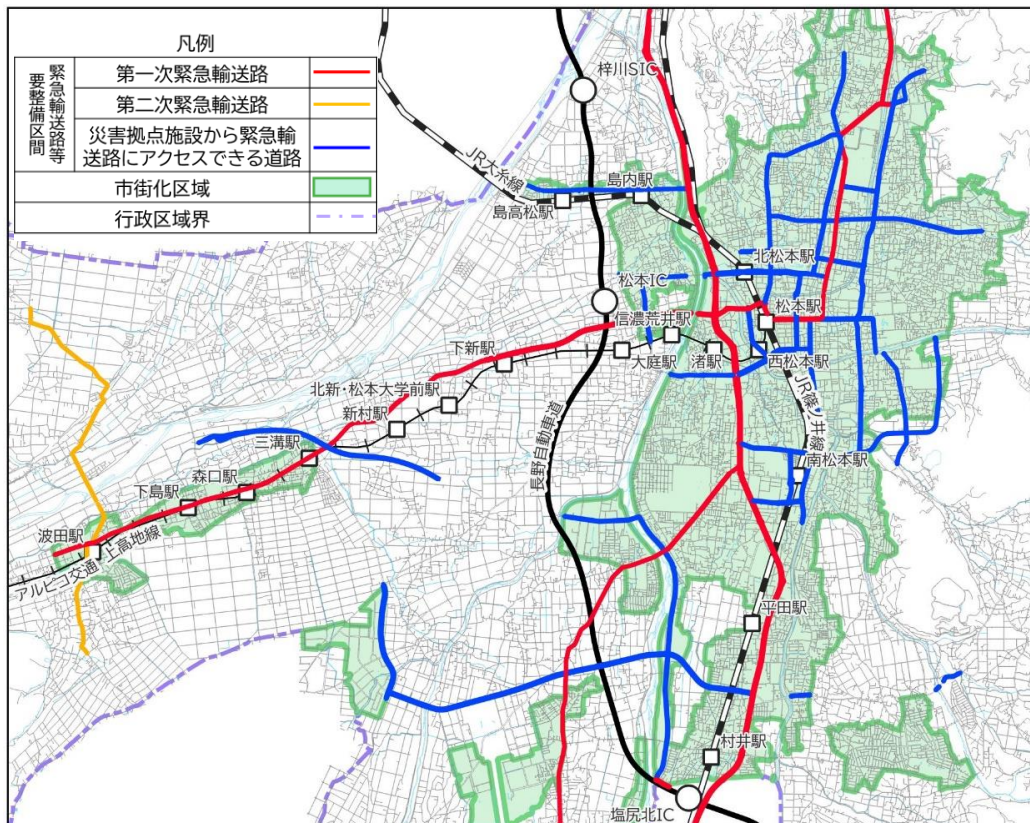 凡例
緊急輸送路等
要整備区間
第一次緊急輸送路
第二次緊急輸送路
災害拠点施設から緊急輸
送路にアクセスできる道路
市街化区域
行政区域界
梓川SIC
JR大糸線
島内駅
島高松駅
北松本駅
松本IC
松本駅
信濃荒井駅
下新駅
大庭駅
渚駅
西松本駅
北新・松本大学前駅
新村駅
JR篠ノ井線
長野自動車道
三溝駅
南松本駅
森口駅
下島駅
波田駅
アルピコ交通 上高地線
平田駅
村井駅
塩尻北IC